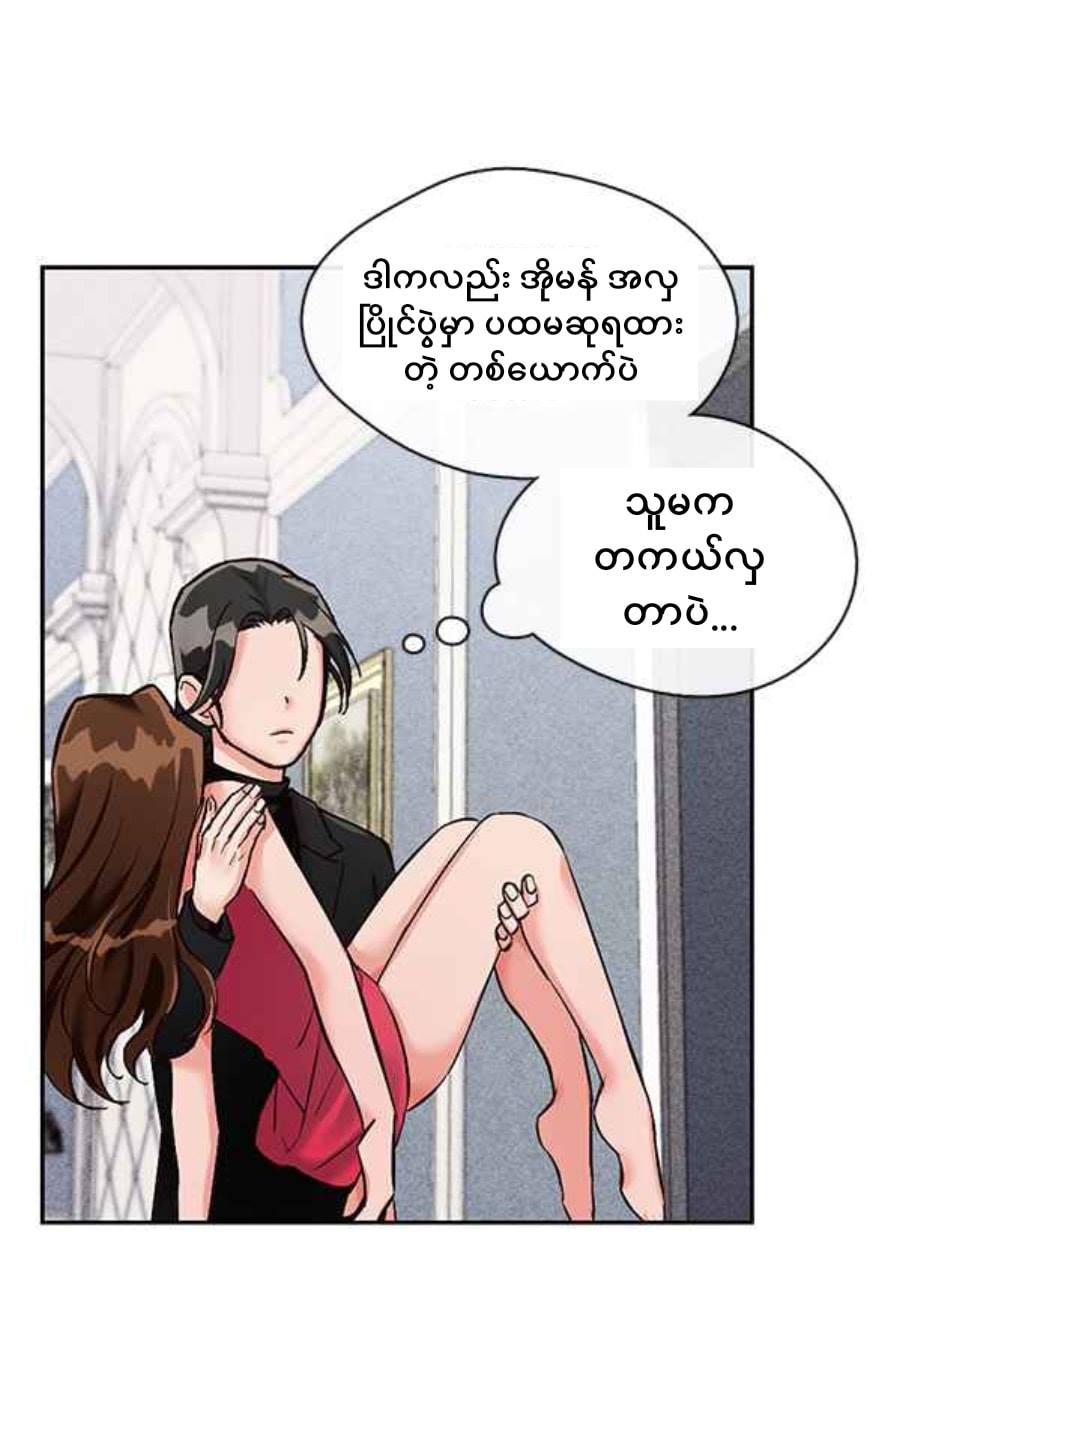 ဒါကလည်း အိုမန် အလှ
ပြိုင်ပွဲမှာ ပထမဆုရထား
တဲ့ တစ်ယောက်ပဲ
သူမက
တကယ်လှ
တာပဲ...